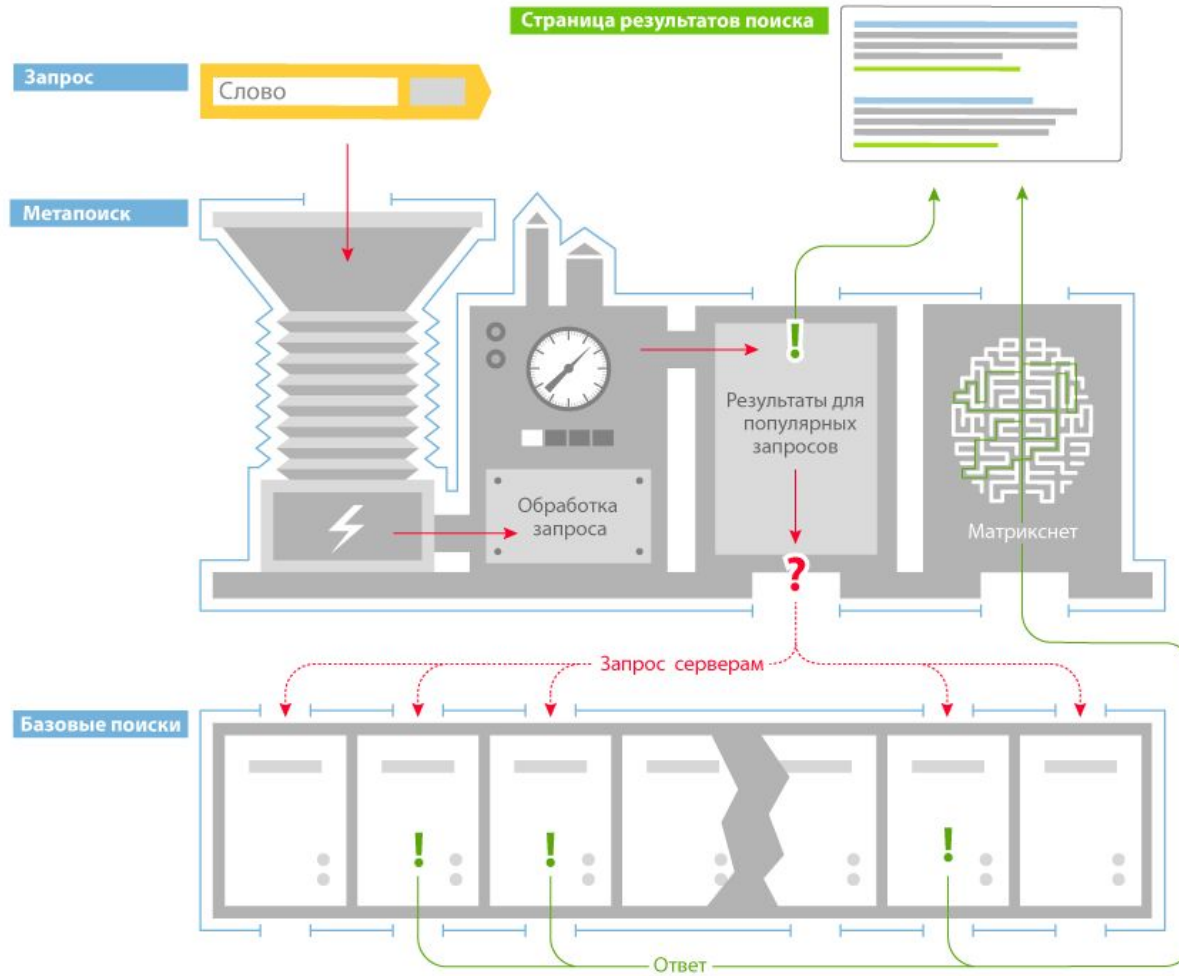 Страница результатов поиска
Запрос
Слово
Метапоиск
Результаты для
популярных
запросов
Обработка
запроса
Матрикснет
!
?
Запрос серверам
Базовые поиски
! ! !
Ответ